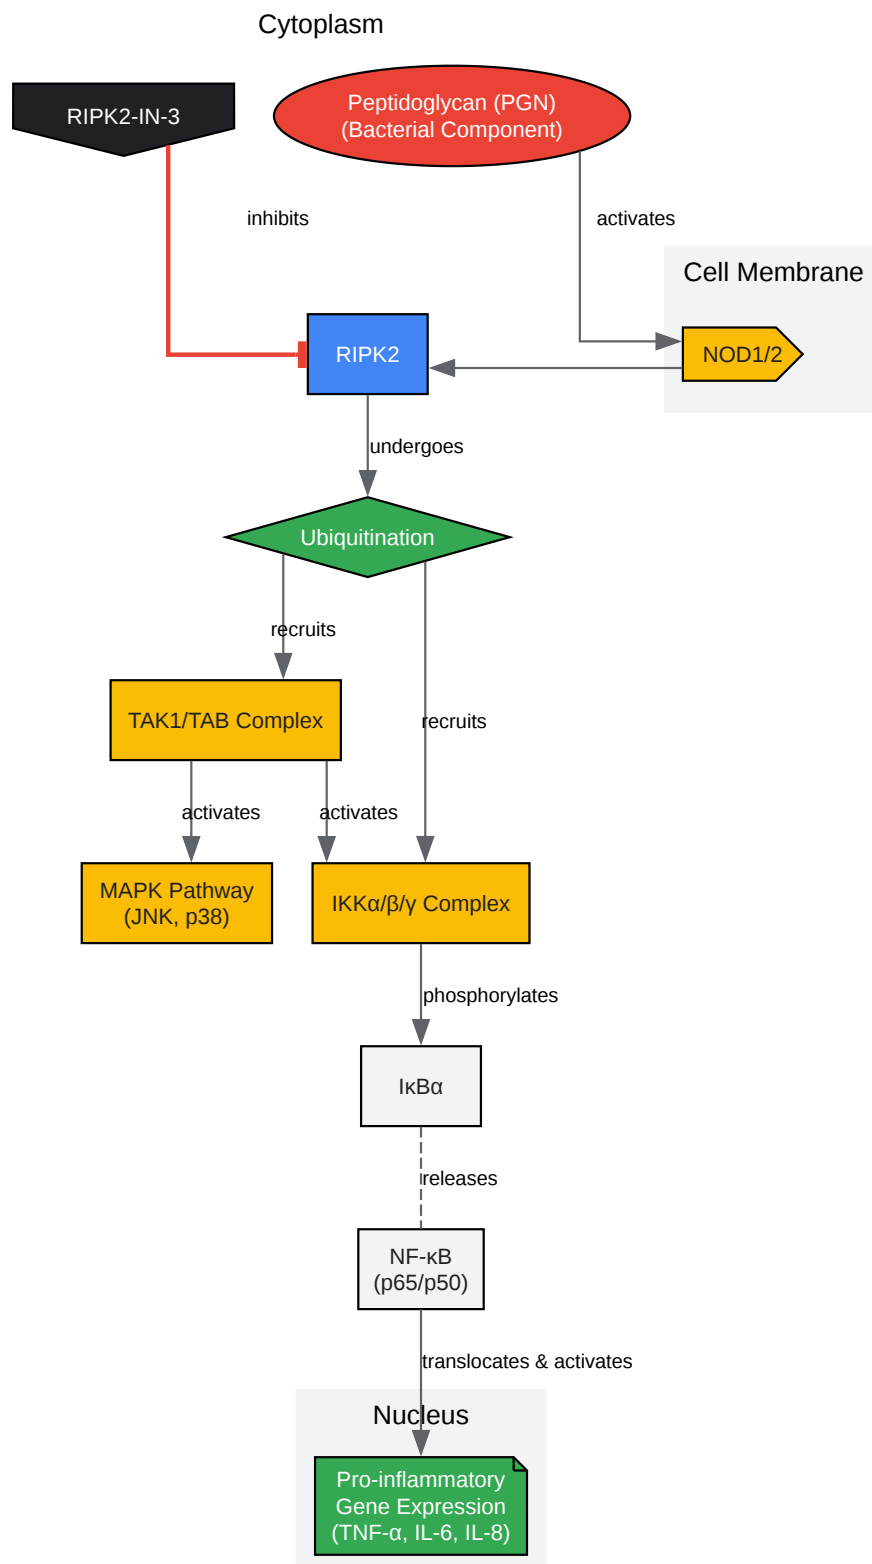 Cytoplasm
RIPK2-IN-3
Peptidoglycan (PGN)
(Bacterial Component)
inhibits
activates
Cell Membrane
RIPK2
NOD1/2
undergoes
Ubiquitination
recruits
TAK1/TAB Complex
recruits
activates
activates
MAPK Pathway
(JNK, p38)
IKKα/β/γ Complex
phosphorylates
IκBα
releases
NF-κB
(p65/p50)
translocates & activates
Nucleus
Pro-inflammatory
Gene Expression
(TNF-α, IL-6, IL-8)